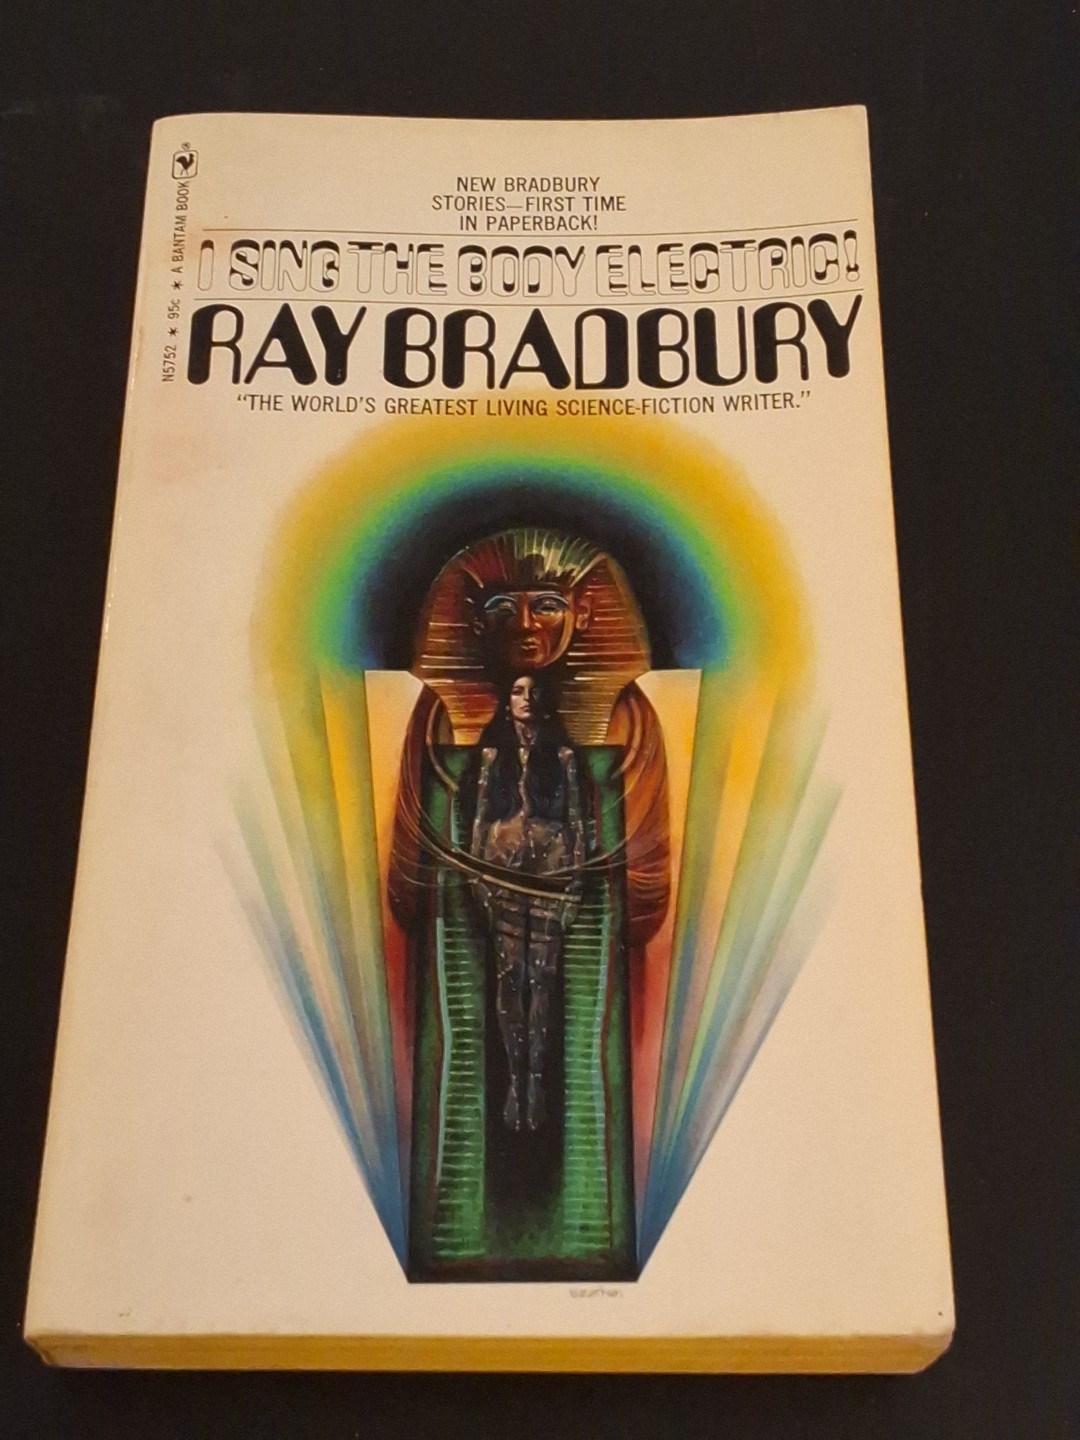 NEW BRADBURY
STORIES—FIRST TIME
IN PAPERBACK!
I SING THE BODY ELECTRIC!
RAY BRADBURY
"THE WORLD'S GREATEST LIVING SCIENCE-FICTION WRITER."
N5752 * 95c * A BANTAM BOOK ®